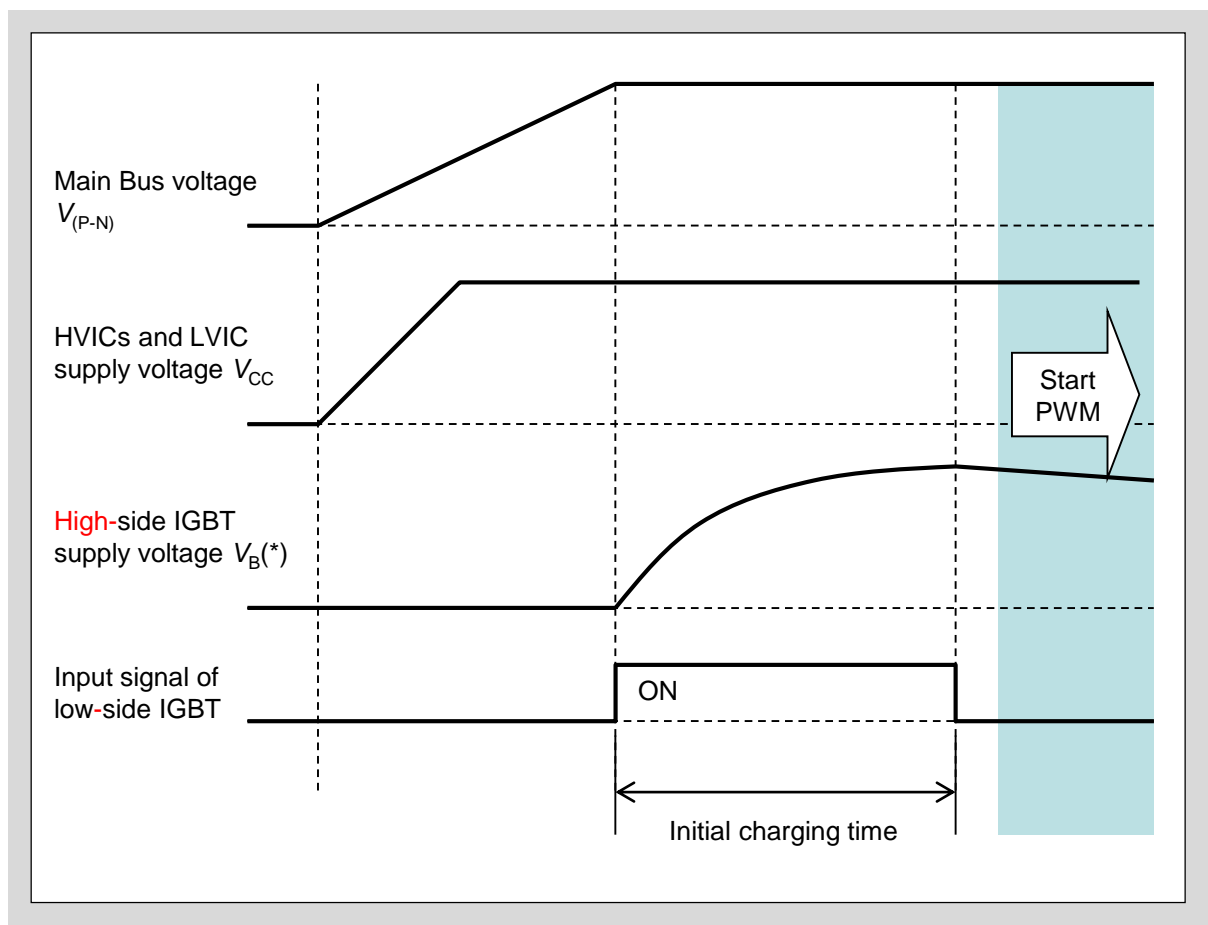 Main Bus voltage
V(P-N)
HVICs and LVIC
supply voltage VCC
Start
PWM
High-side IGBT
supply voltage VB(*)
Input signal of
low-side IGBT
ON
Initial charging time